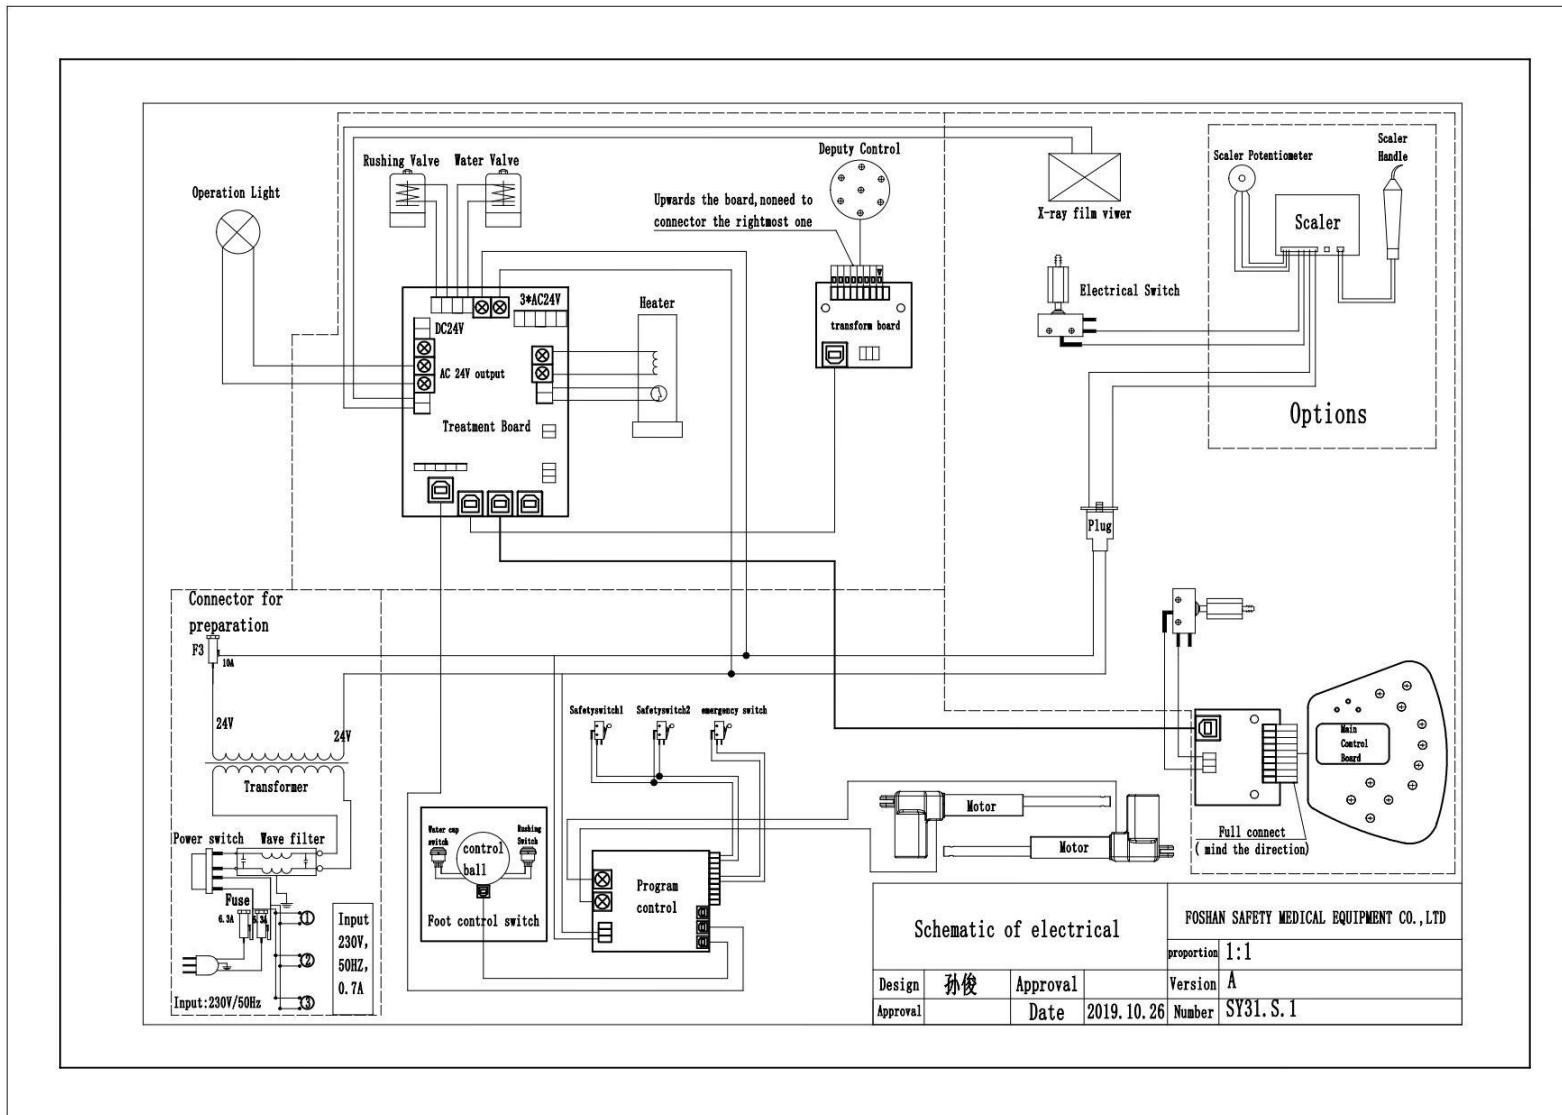 Rushing Valve
Water Valve
Operation Light
Deputy Control
Upwards the board,noneed to
connector the rightmost one
X-ray film viwer
Scaler Potentiometer
Scaler
Handle
Scaler
Electrical Switch
Options
3*AC24V
DC24V
AC 24V output
Treatment Board
Heater
transform board
Plug
Connector for
preparation
F3
10A
24V
24V
Transformer
Power switch
Wave filter
Fuse
6.3A
6.3A
1
2
3
Input
230V,
50HZ,
0.7A
Input:230V/50Hz
Safetyswitch1
Safetyswitch2
emergency switch
Water cup
switch
Rushing
Switch
control
ball
Foot control switch
Program
control
Motor
Motor
Main
Control
Board
Full connect
( mind the direction)
Schematic of electrical
FOSHAN SAFETY MEDICAL EQUIPMENT CO.,LTD
proportion 1:1
Design 孙俊 Approval Version A
Approval Date 2019.10.26 Number SY31.S.1